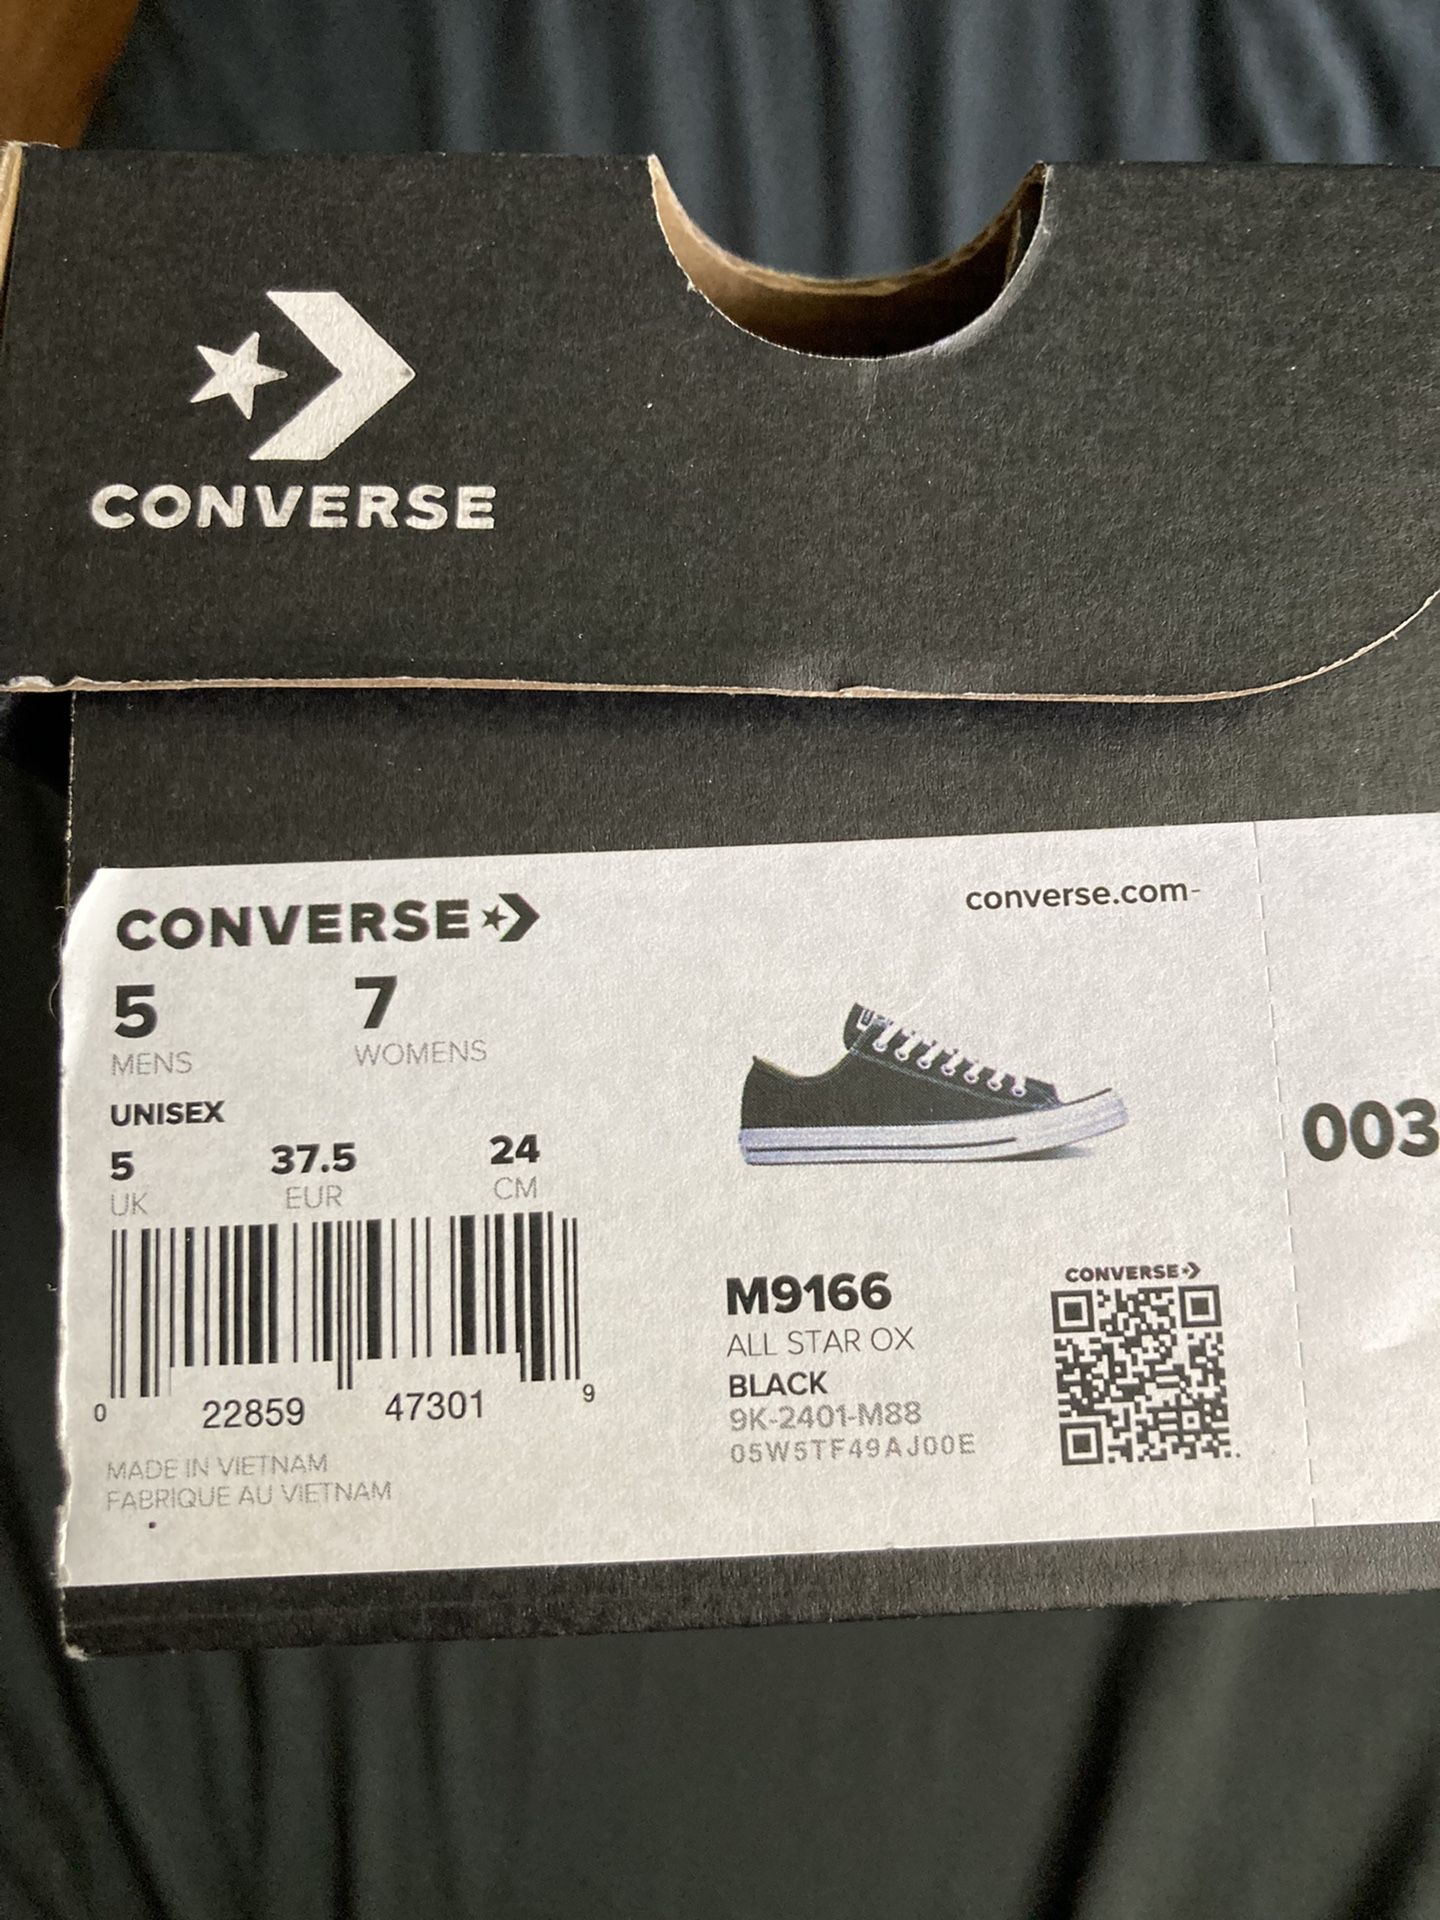 CONVERSE
CONVERSE
converse.com
5 7
MENS WOMENS
UNISEX
5 37.5 24
UK EUR CM
0 22859 47301 9
MADE IN VIETNAM
FABRIQUE AU VIETNAM
M9166
ALL STAR OX
BLACK
9K-2401-M88
05W5TF49AJ00E
CONVERSE
003